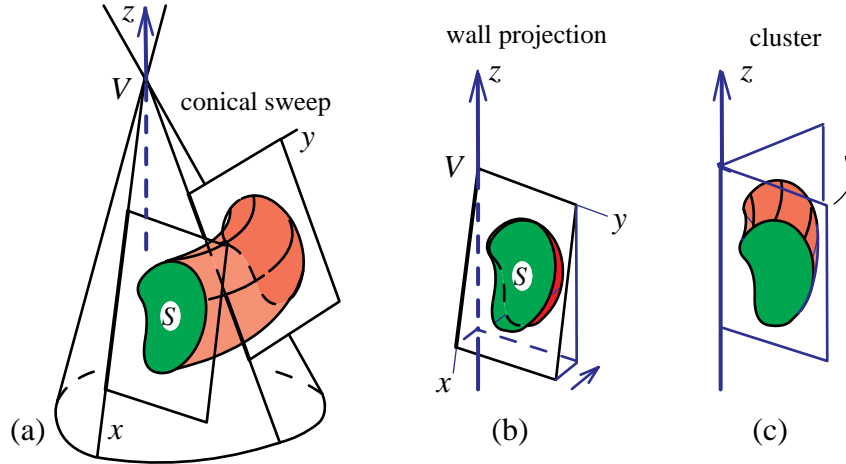 z
V
conical sweep
y
S
x
(a)
wall projection
z
V
y
S
x
(b)
cluster
z
(c)